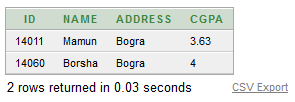 ID NAME ADDRESS CGPA
14011 Mamun Bogra 3.63
14060 Borsha Bogra 4
2 rows returned in 0.03 seconds CSV Export